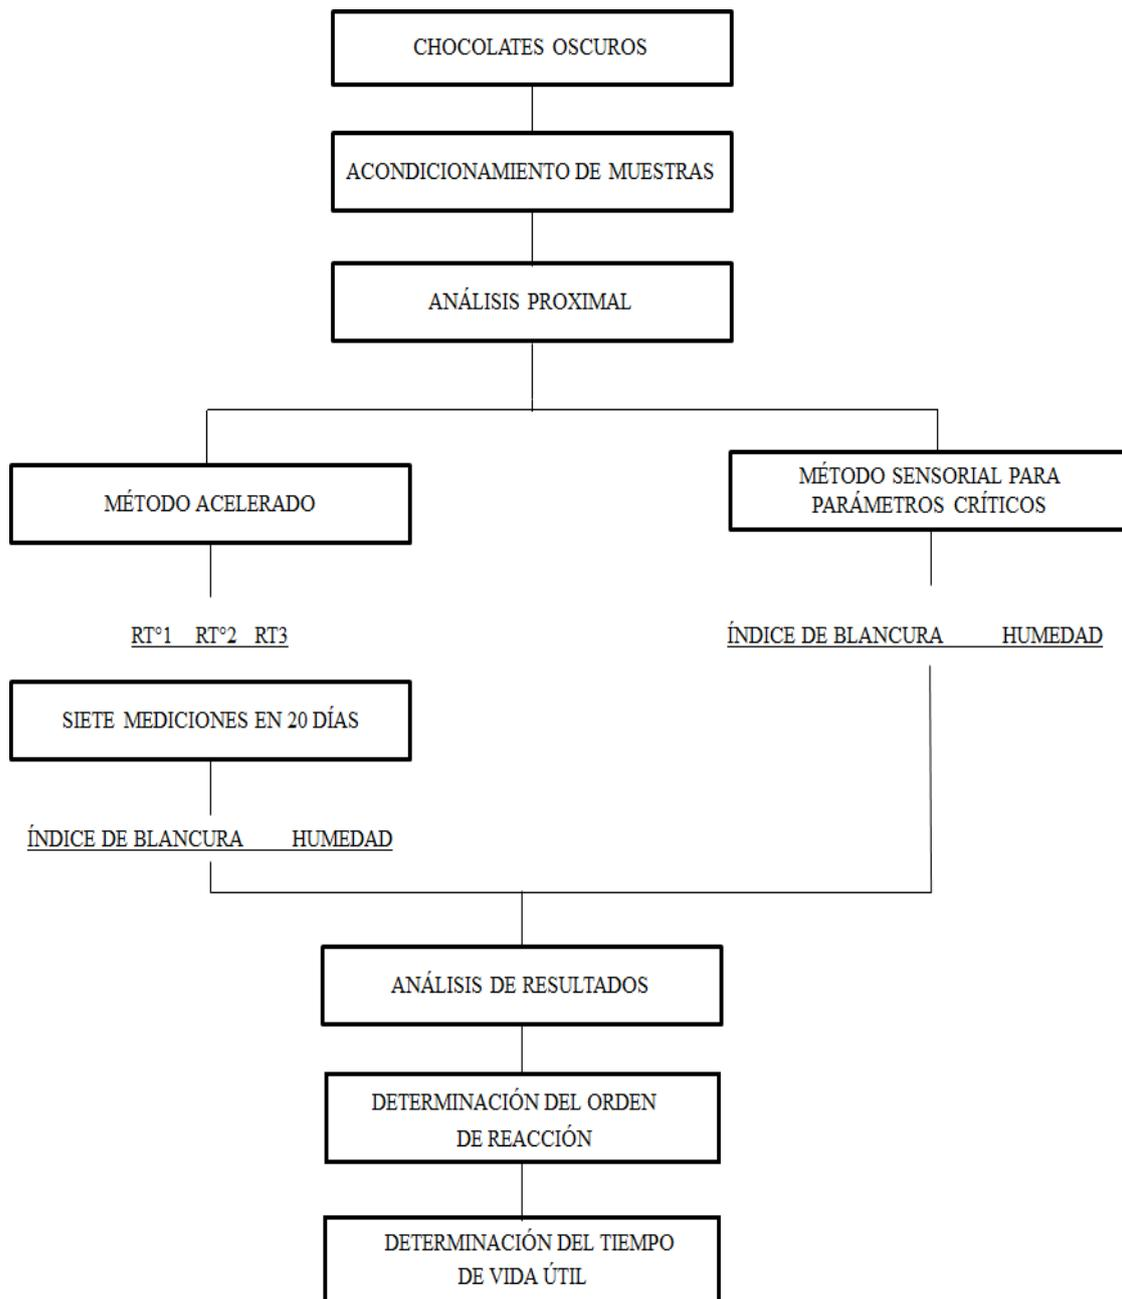 CHOCOLATES OSCUROS
ACONDICIONAMIENTO DE MUESTRAS
ANÁLISIS PROXIMAL
MÉTODO ACELERADO
MÉTODO SENSORIAL PARA
PARÁMETROS CRÍTICOS
RT°1 RT°2 RT3
ÍNDICE DE BLANCURA HUMEDAD
SIETE MEDICIONES EN 20 DÍAS
ÍNDICE DE BLANCURA HUMEDAD
ANÁLISIS DE RESULTADOS
DETERMINACIÓN DEL ORDEN
DE REACCIÓN
DETERMINACIÓN DEL TIEMPO
DE VIDA ÚTIL